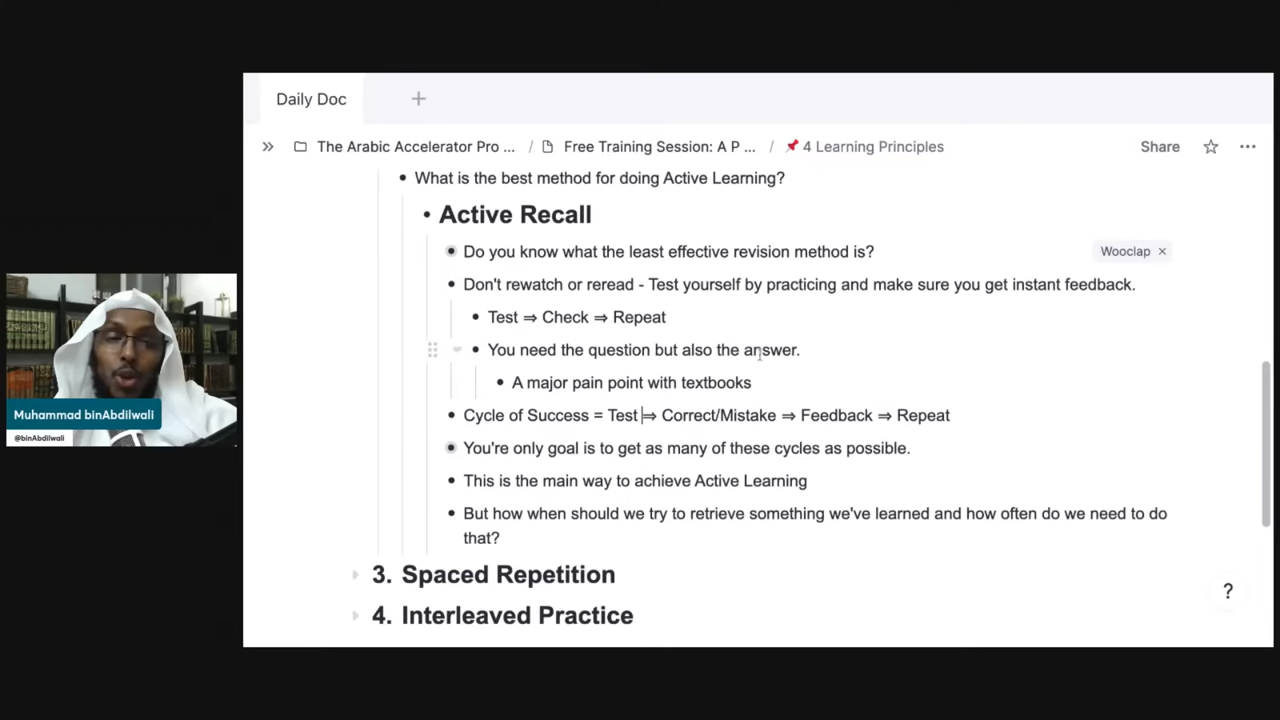 Daily Doc
The Arabic Accelerator Pro ... / Free Training Session: A P ... / 📌 4 Learning Principles
Share
What is the best method for doing Active Learning?
Active Recall
Do you know what the least effective revision method is?
Wooclap ×
Don't rewatch or reread - Test yourself by practicing and make sure you get instant feedback.
Test ⇒ Check ⇒ Repeat
You need the question but also the answer.
A major pain point with textbooks
Cycle of Success = Test ⇒ Correct/Mistake ⇒ Feedback ⇒ Repeat
You're only goal is to get as many of these cycles as possible.
This is the main way to achieve Active Learning
But how when should we try to retrieve something we've learned and how often do we need to do
that?
3. Spaced Repetition
4. Interleaved Practice
?
Muhammad binAbdilwali
@binAbdilwali